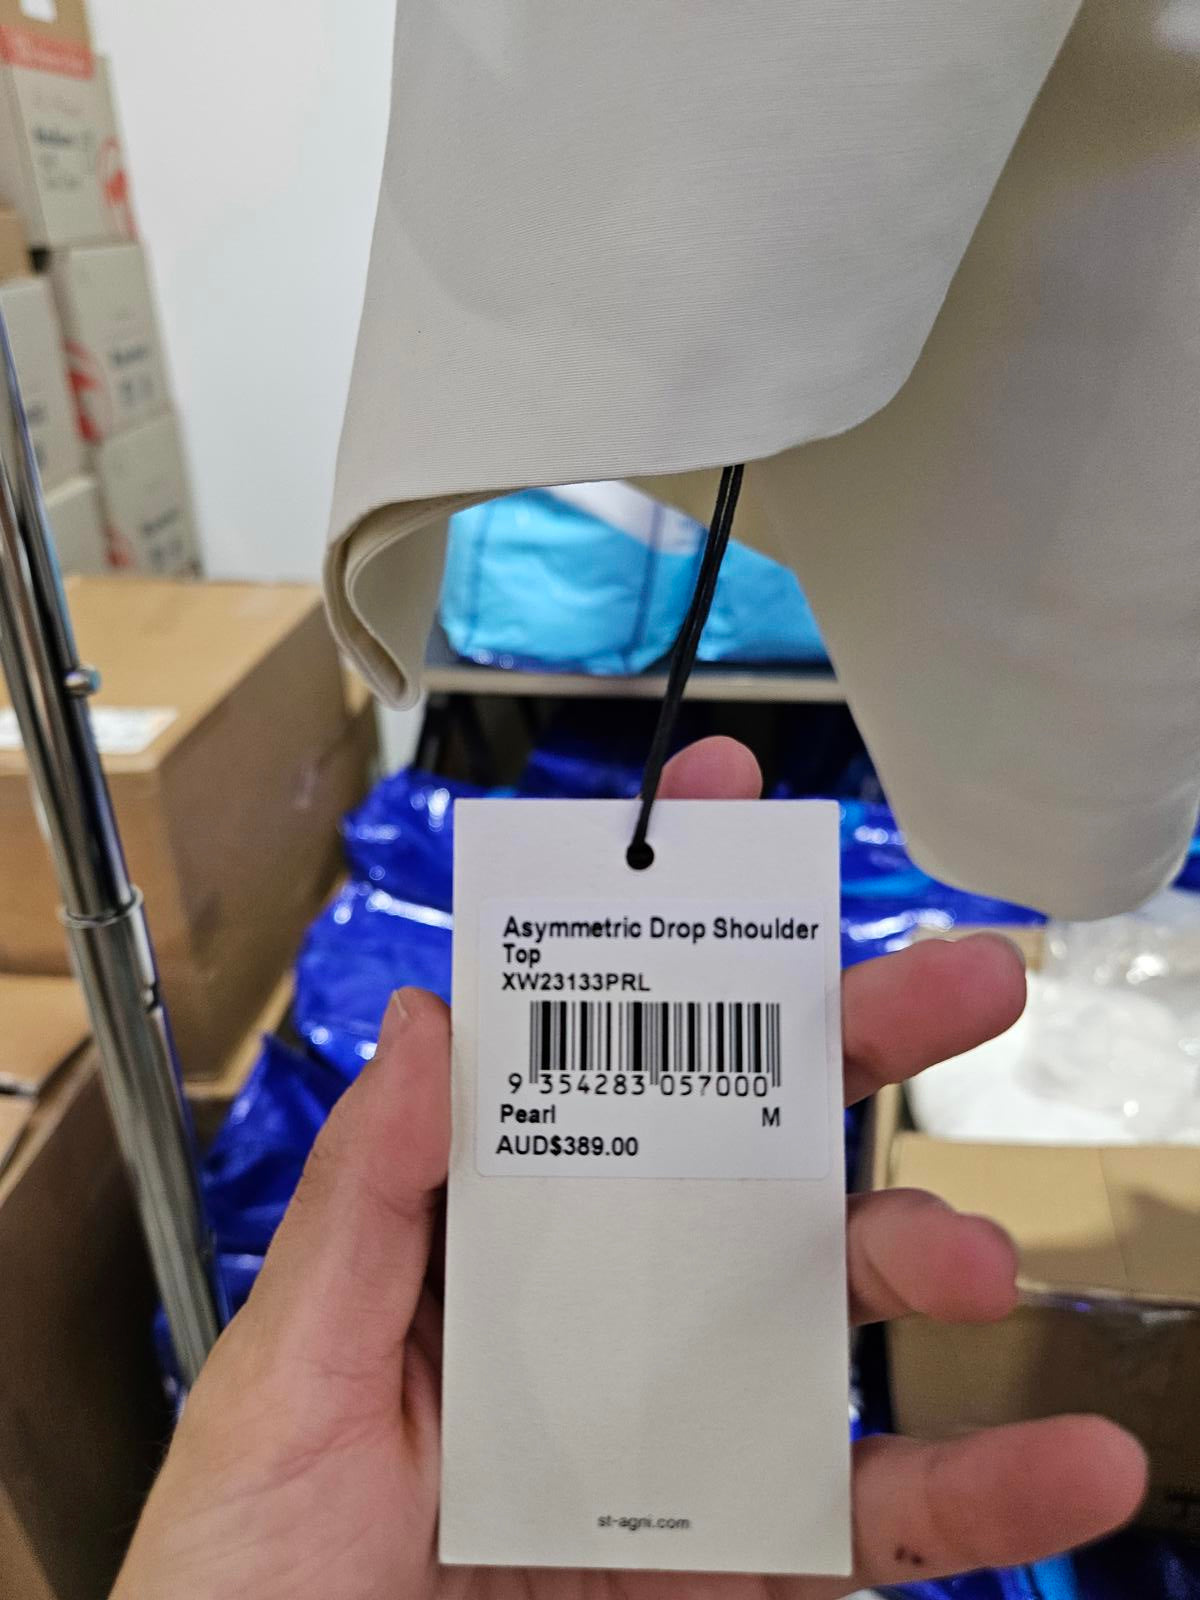 Asymmetric Drop Shoulder
Top
XW23133PRL
9 354283 057000
Pearl M
AUD$389.00
st-agni.com